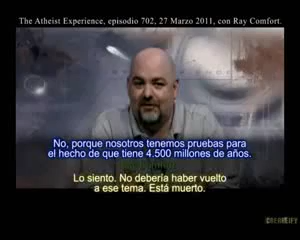 The Atheist Experience, episodio 702, 27 Marzo 2011, con Ray Comfort.
No, porque nosotros tenemos pruebas para
el hecho de que tiene 4.500 millones de años.
Lo siento. No debería haber vuelto
a ese tema. Está muerto.